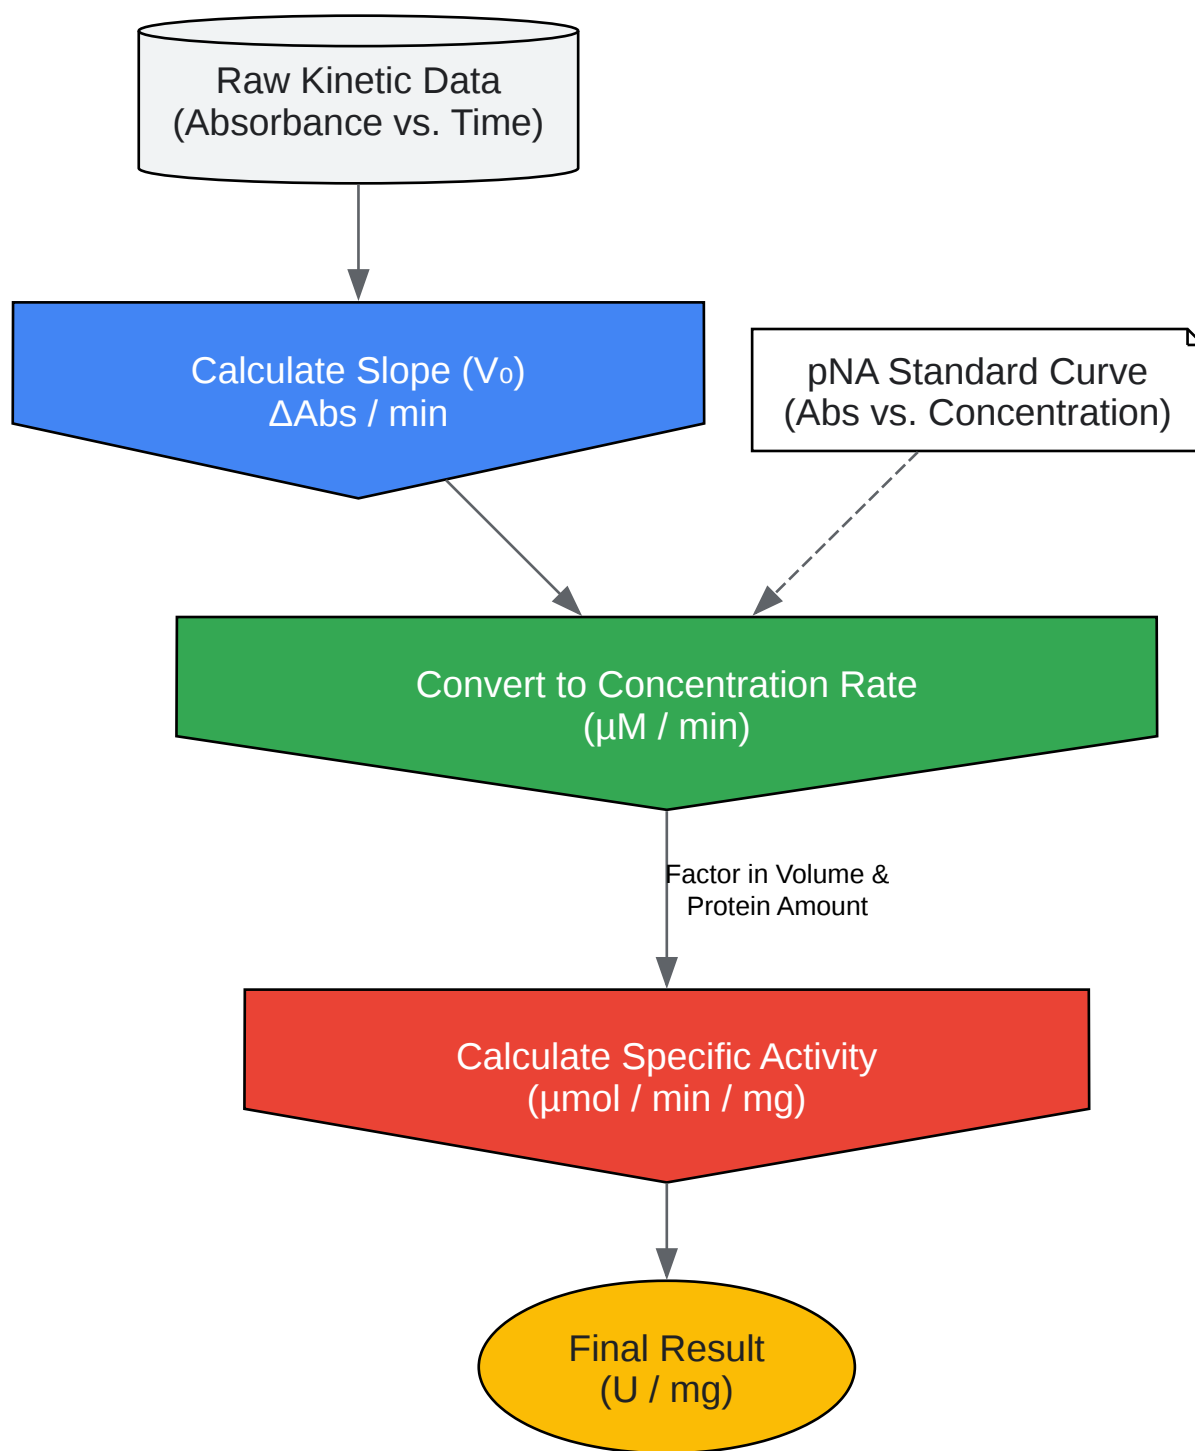 Raw Kinetic Data
(Absorbance vs. Time)
Calculate Slope (V₀)
ΔAbs / min
pNA Standard Curve
(Abs vs. Concentration)
Convert to Concentration Rate
(µM / min)
Factor in Volume &
Protein Amount
Calculate Specific Activity
(µmol / min / mg)
Final Result
(U / mg)